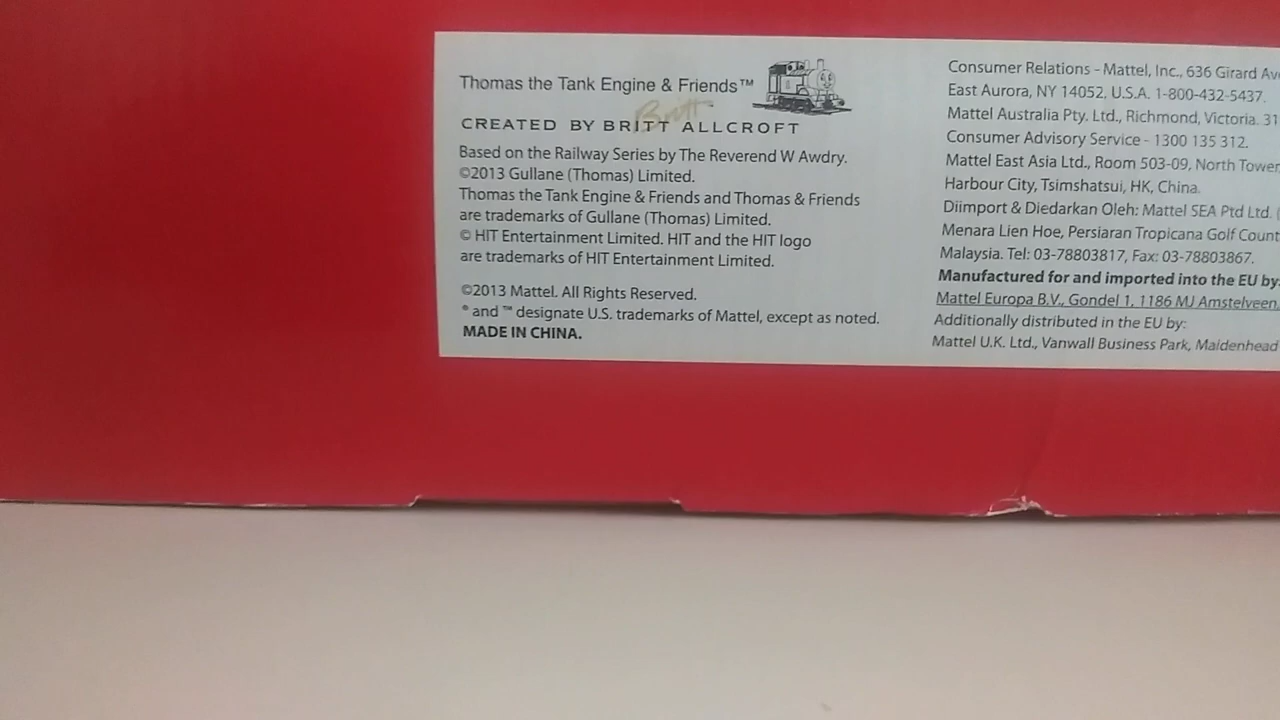 Thomas the Tank Engine & Friends™
Britt™
CREATED BY BRITT ALLCROFT
Based on the Railway Series by The Reverend W Awdry.
©2013 Gullane (Thomas) Limited.
Thomas the Tank Engine & Friends and Thomas & Friends
are trademarks of Gullane (Thomas) Limited.
© HIT Entertainment Limited. HIT and the HIT logo
are trademarks of HIT Entertainment Limited.
©2013 Mattel. All Rights Reserved.
® and ™ designate U.S. trademarks of Mattel, except as noted.
MADE IN CHINA.
Consumer Relations - Mattel, Inc., 636 Girard
East Aurora, NY 14052, U.S.A. 1-800-432-5437.
Mattel Australia Pty. Ltd., Richmond, Victoria. 31
Consumer Advisory Service - 1300 135 312.
Mattel East Asia Ltd., Room 503-09, North Tower
Harbour City, Tsimshatsui, HK, China.
Diimport & Diedarkan Oleh: Mattel SEA Ptd Ltd.
Menara Lien Hoe, Persiaran Tropicana Golf Count
Malaysia. Tel: 03-78803817, Fax: 03-78803867.
Manufactured for and imported into the EU by:
Mattel Europa B.V., Gondel 1, 1186 MJ Amstelveen
Additionally distributed in the EU by:
Mattel U.K. Ltd., Vanwall Business Park, Maidenhead